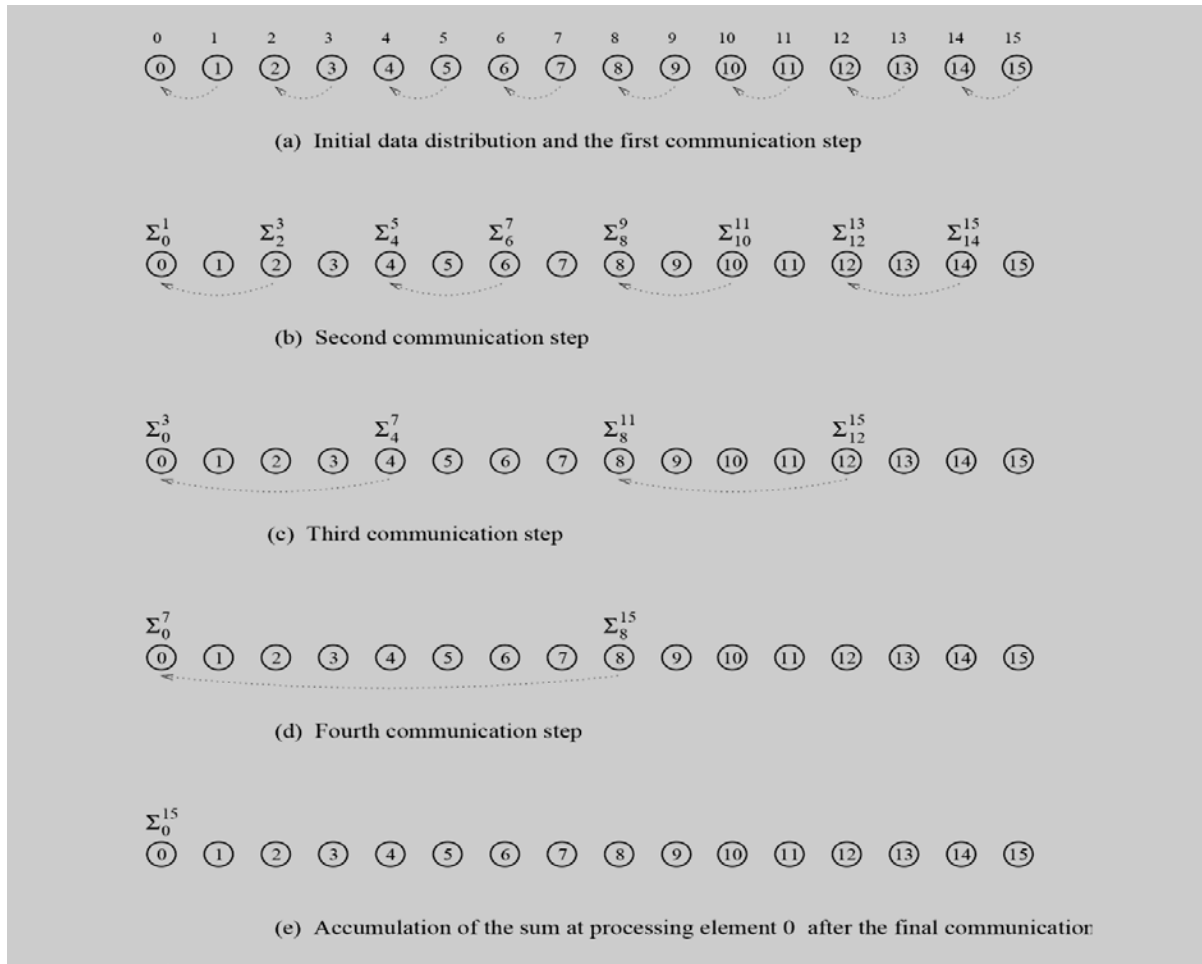 0 1 2 3 4 5 6 7 8 9 10 11 12 13 14 15
0 1 2 3 4 5 6 7 8 9 10 11 12 13 14 15
(a) Initial data distribution and the first communication step
Σ₀¹ Σ₂³ Σ₄⁵ Σ₆⁷ Σ₈⁹ Σ₁₀¹¹ Σ₁₂¹³ Σ₁₄¹⁵
0 1 2 3 4 5 6 7 8 9 10 11 12 13 14 15
(b) Second communication step
Σ₀³ Σ₄⁷ Σ₈¹¹ Σ₁₂¹⁵
0 1 2 3 4 5 6 7 8 9 10 11 12 13 14 15
(c) Third communication step
Σ₀⁷ Σ₈¹⁵
0 1 2 3 4 5 6 7 8 9 10 11 12 13 14 15
(d) Fourth communication step
Σ₀¹⁵
0 1 2 3 4 5 6 7 8 9 10 11 12 13 14 15
(e) Accumulation of the sum at processing element 0 after the final communication